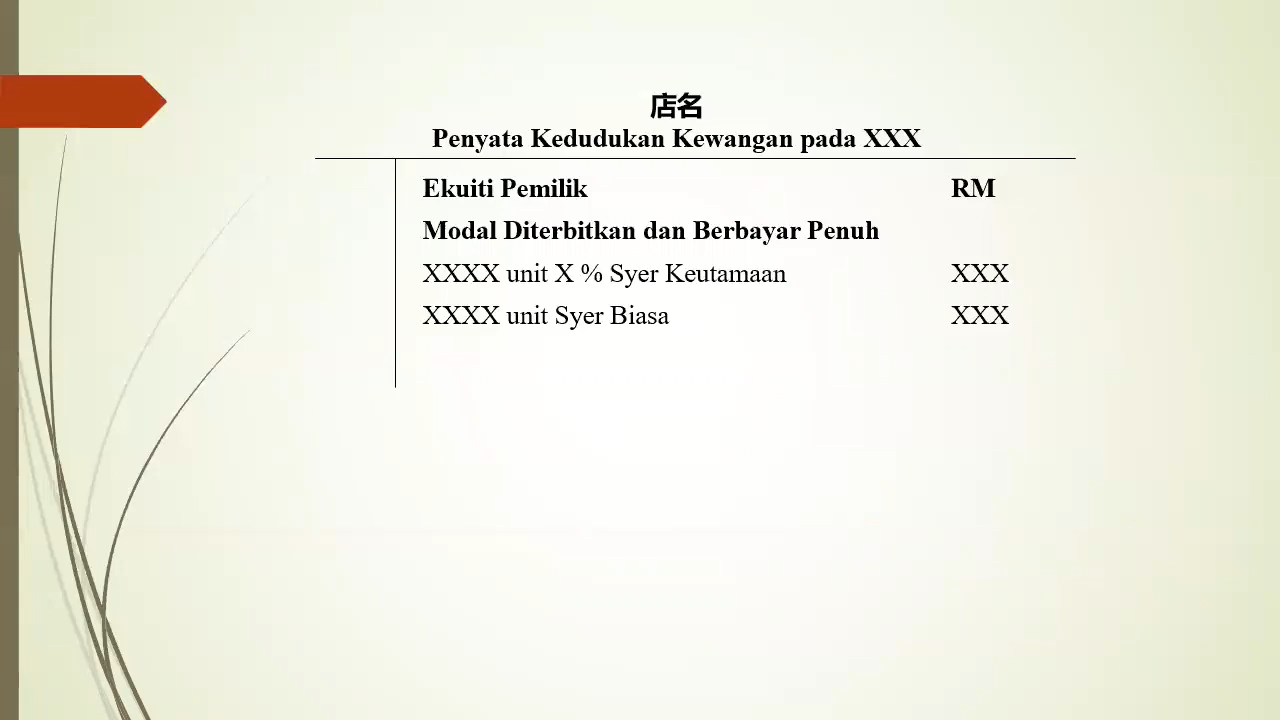 店名
Penyata Kedudukan Kewangan pada XXX
Ekuiti Pemilik RM
Modal Diterbitkan dan Berbayar Penuh
XXXX unit X % Syer Keutamaan XXX
XXXX unit Syer Biasa XXX